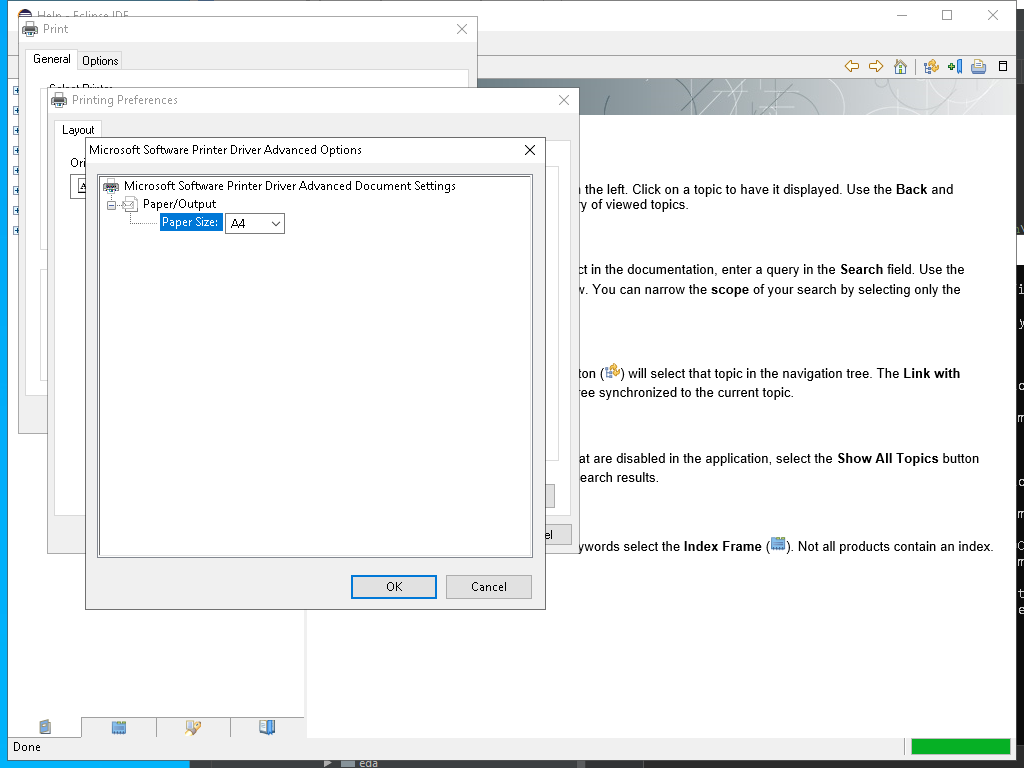 Help - Eclipse IDE
Print
General
Options
Select Printer
Printing Preferences
Layout
Microsoft Software Printer Driver Advanced Options
Microsoft Software Printer Driver Advanced Document Settings
Paper/Output
Paper Size:
A4
OK
Cancel
the left. Click on a topic to have it displayed. Use the Back and
y of viewed topics.
ct in the documentation, enter a query in the Search field. Use the
v. You can narrow the scope of your search by selecting only the
ton ( ) will select that topic in the navigation tree. The Link with
ree synchronized to the current topic.
at are disabled in the application, select the Show All Topics button
earch results.
ywords select the Index Frame ( ). Not all products contain an index.
Done
eda